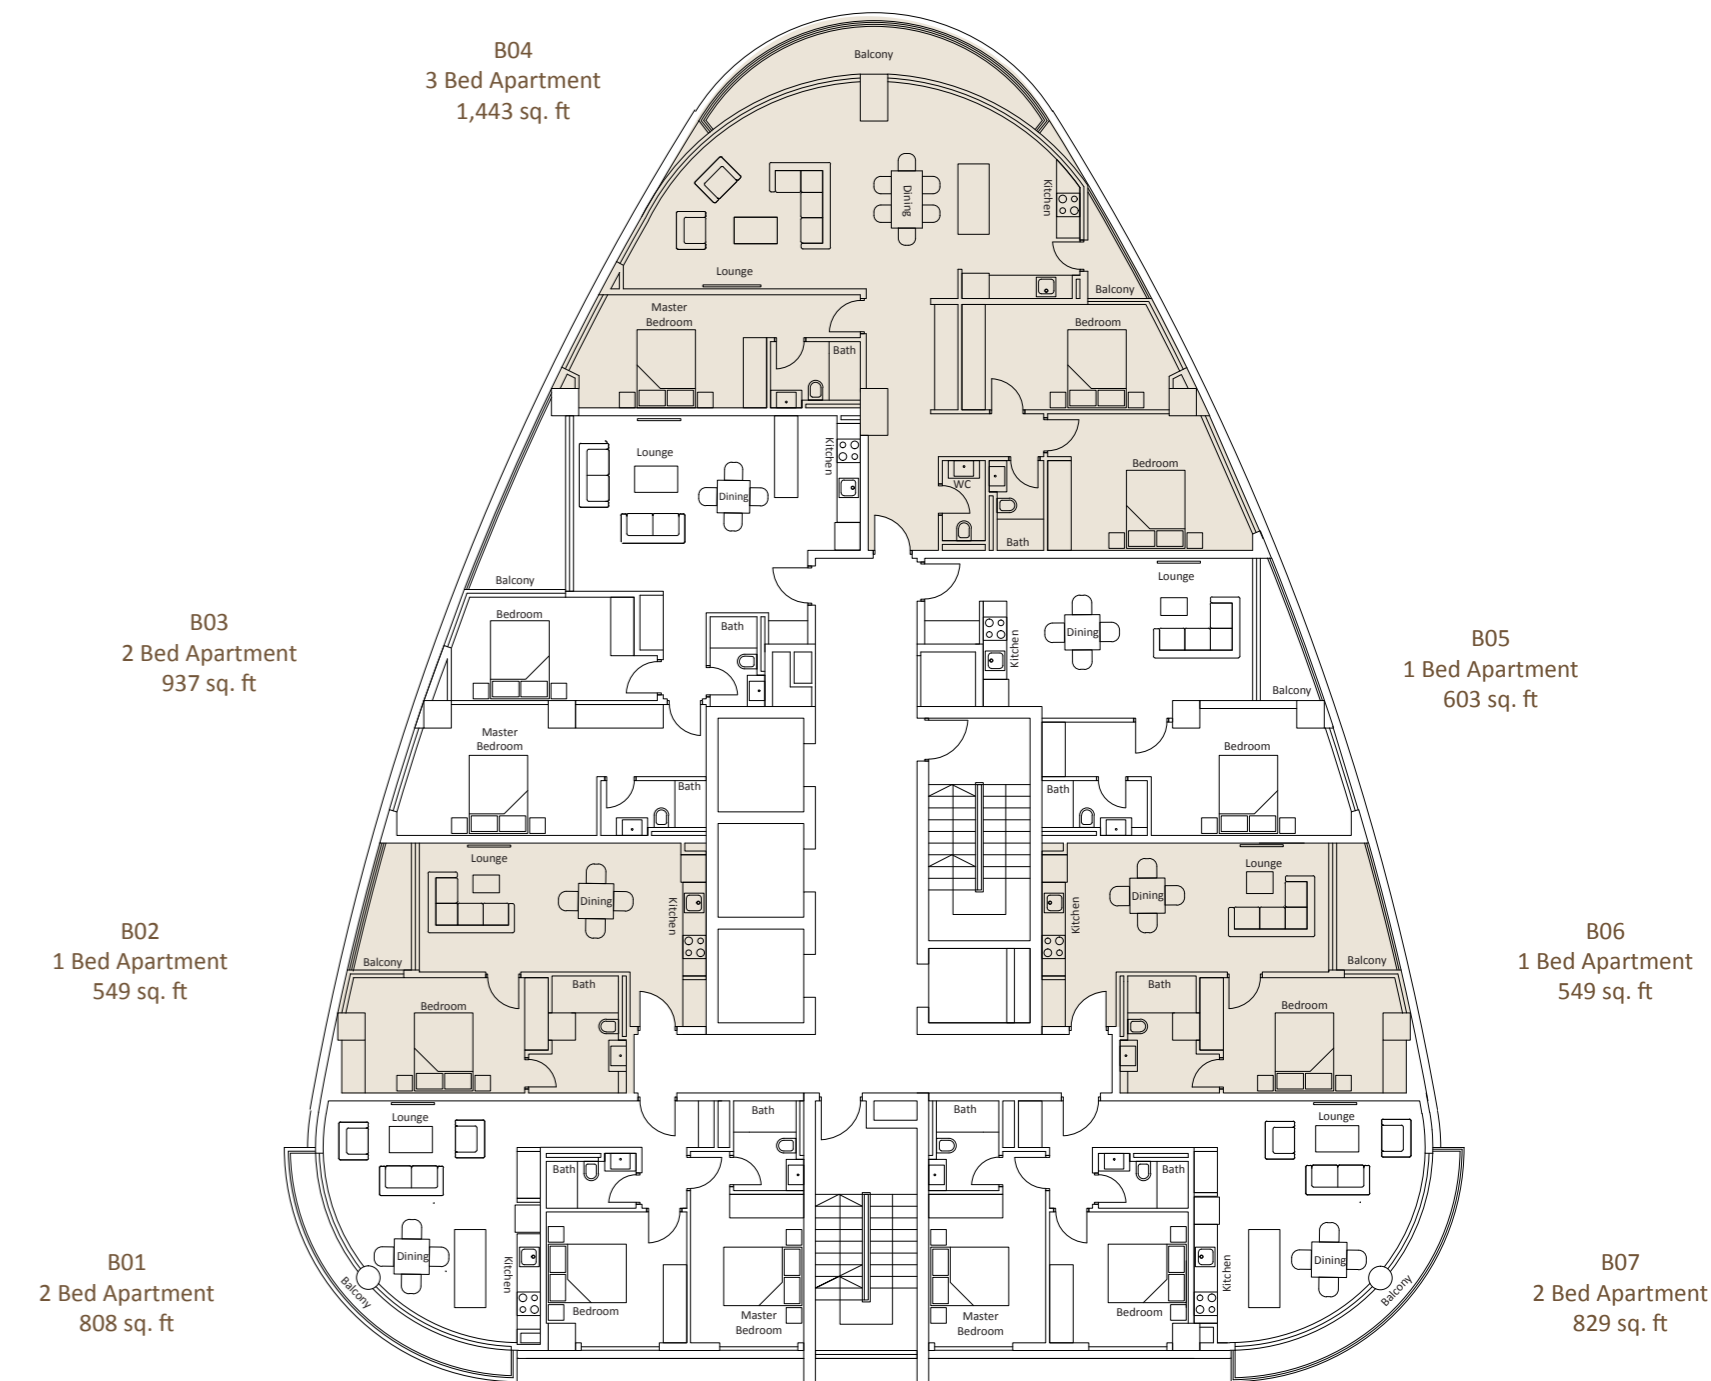 B04
3 Bed Apartment
1,443 sq. ft
Balcony
Dining
Kitchen
Lounge
Balcony
Master
Bedroom
Bath
Bedroom
Lounge
Kitchen
Dining
Bedroom
WC
Bath
Balcony
Lounge
B03
2 Bed Apartment
937 sq. ft
Bedroom
Bath
Dining
Kitchen
Balcony
B05
1 Bed Apartment
603 sq. ft
Master
Bedroom
Bath
Bedroom
Bath
Lounge
Dining
Kitchen
Balcony
Lounge
Dining
Kitchen
Balcony
B02
1 Bed Apartment
549 sq. ft
B06
1 Bed Apartment
549 sq. ft
Bedroom
Bath
Bath
Bedroom
Lounge
Bath
Bath
Lounge
Bath
Bath
Dining
Kitchen
Balcony
Bedroom
Master
Bedroom
Master
Bedroom
Bedroom
Kitchen
Dining
Balcony
B01
2 Bed Apartment
808 sq. ft
B07
2 Bed Apartment
829 sq. ft